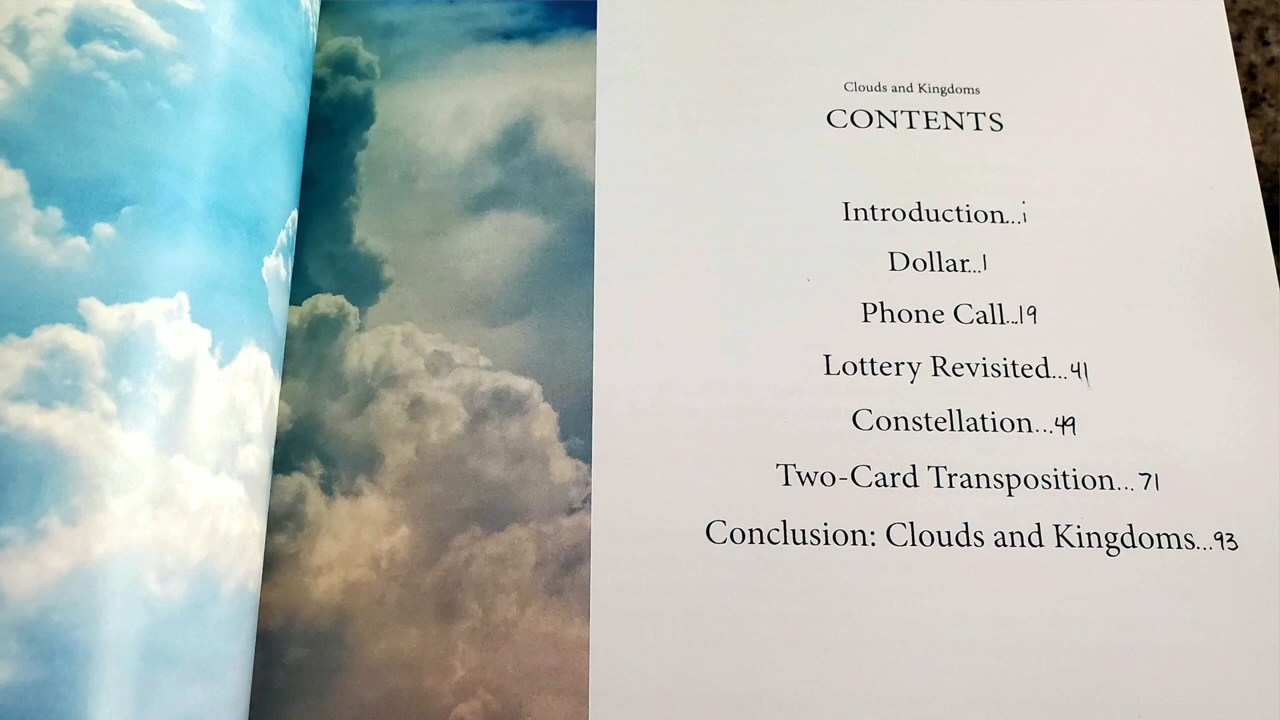 Clouds and Kingdoms
CONTENTS
Introduction...i
Dollar...1
Phone Call...19
Lottery Revisited...41
Constellation...49
Two-Card Transposition...71
Conclusion: Clouds and Kingdoms...93